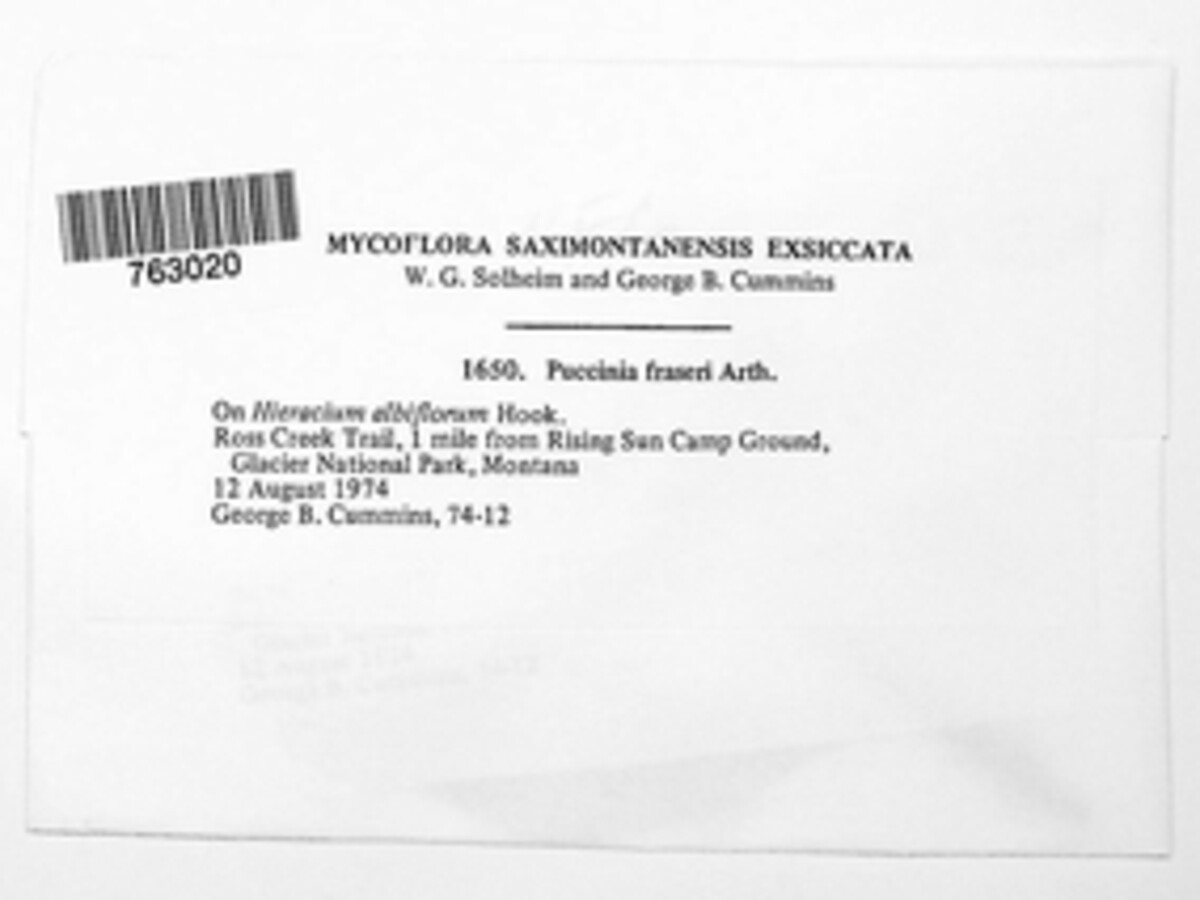 763020
MYCOFLORA SAXIMONTANENSIS EXSICCATA
W. G. Solheim and George B. Cummins
1650. Puccinia fraseri Arth.
On Hieracium albiflorum Hook.
Ross Creek Trail, 1 mile from Rising Sun Camp Ground,
Glacier National Park, Montana
12 August 1974
George B. Cummins, 74-12